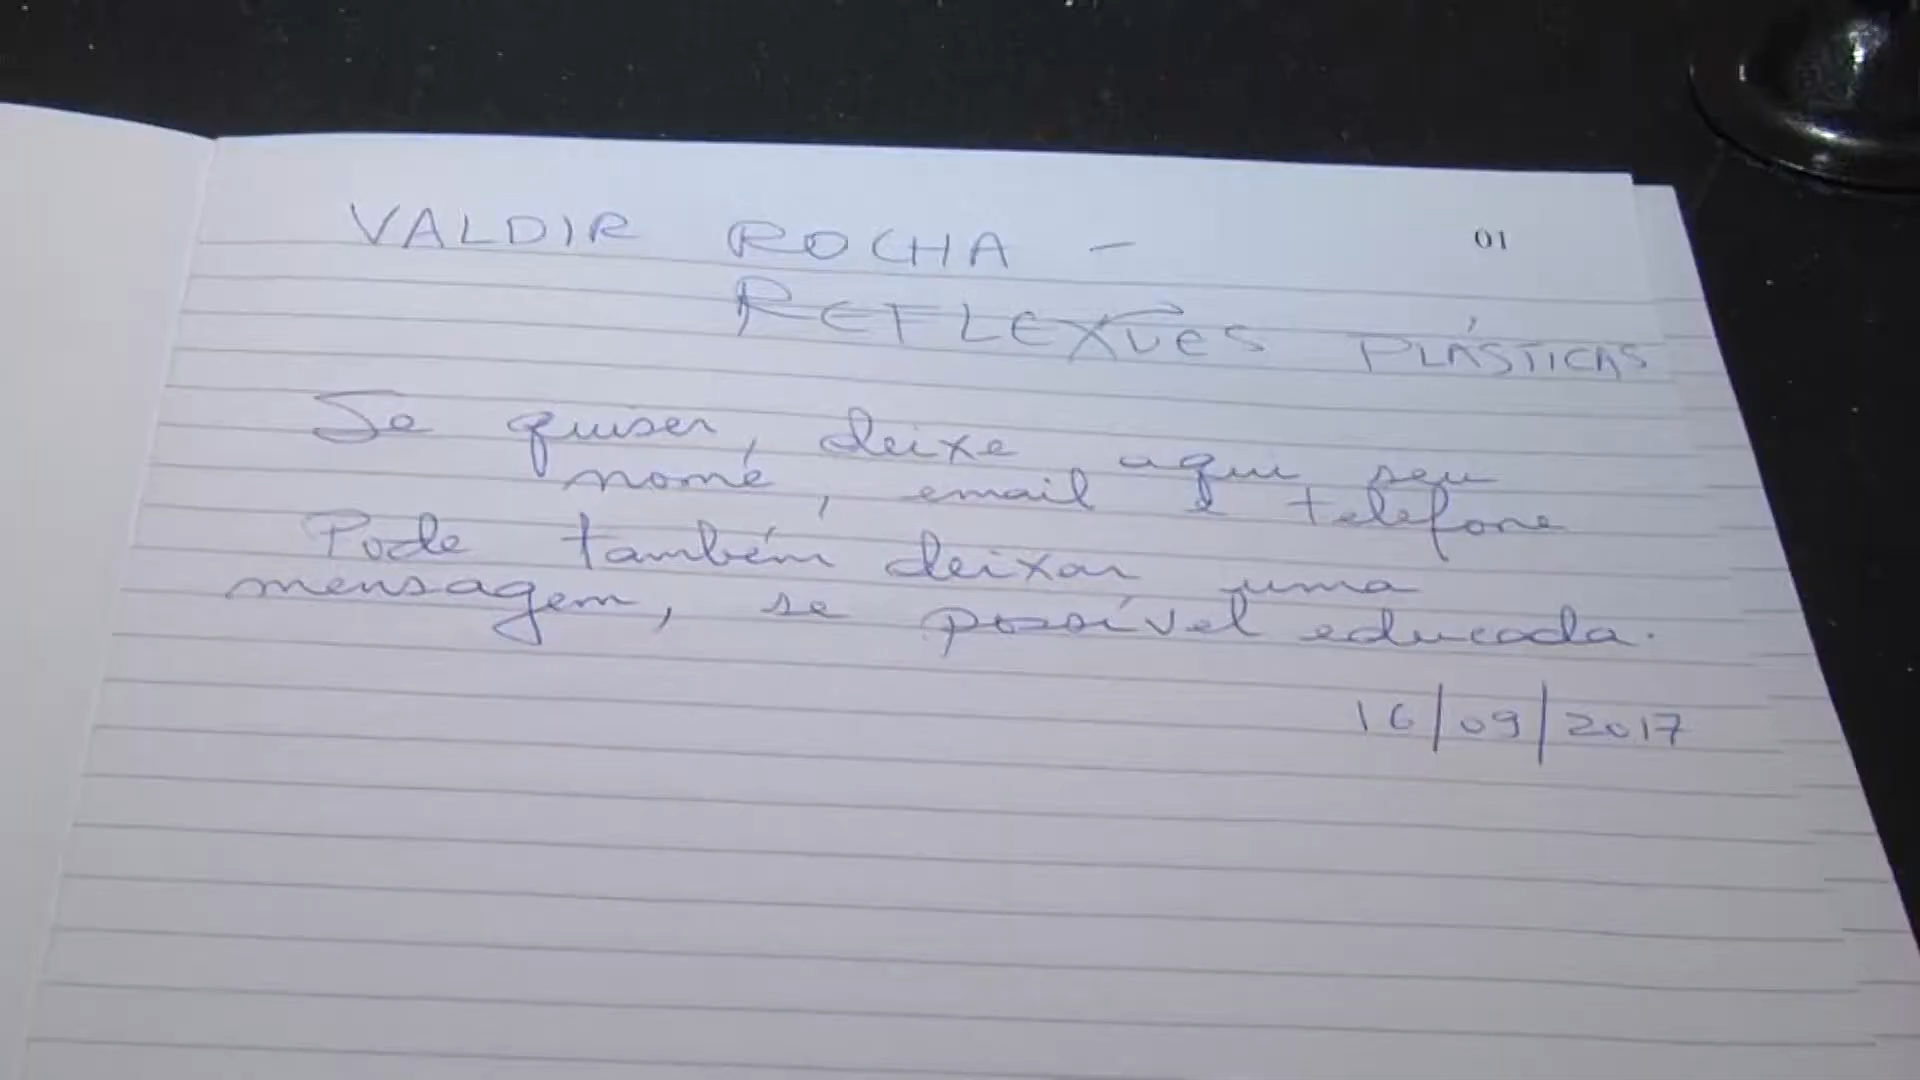 VALDIR ROCHA -
01
REFLEXÕES PLÁSTICAS
Se quiser, deixe aqui seu
nome, email e telefone
Pode também deixar uma
mensagem, se possível educada.
16/09/2017